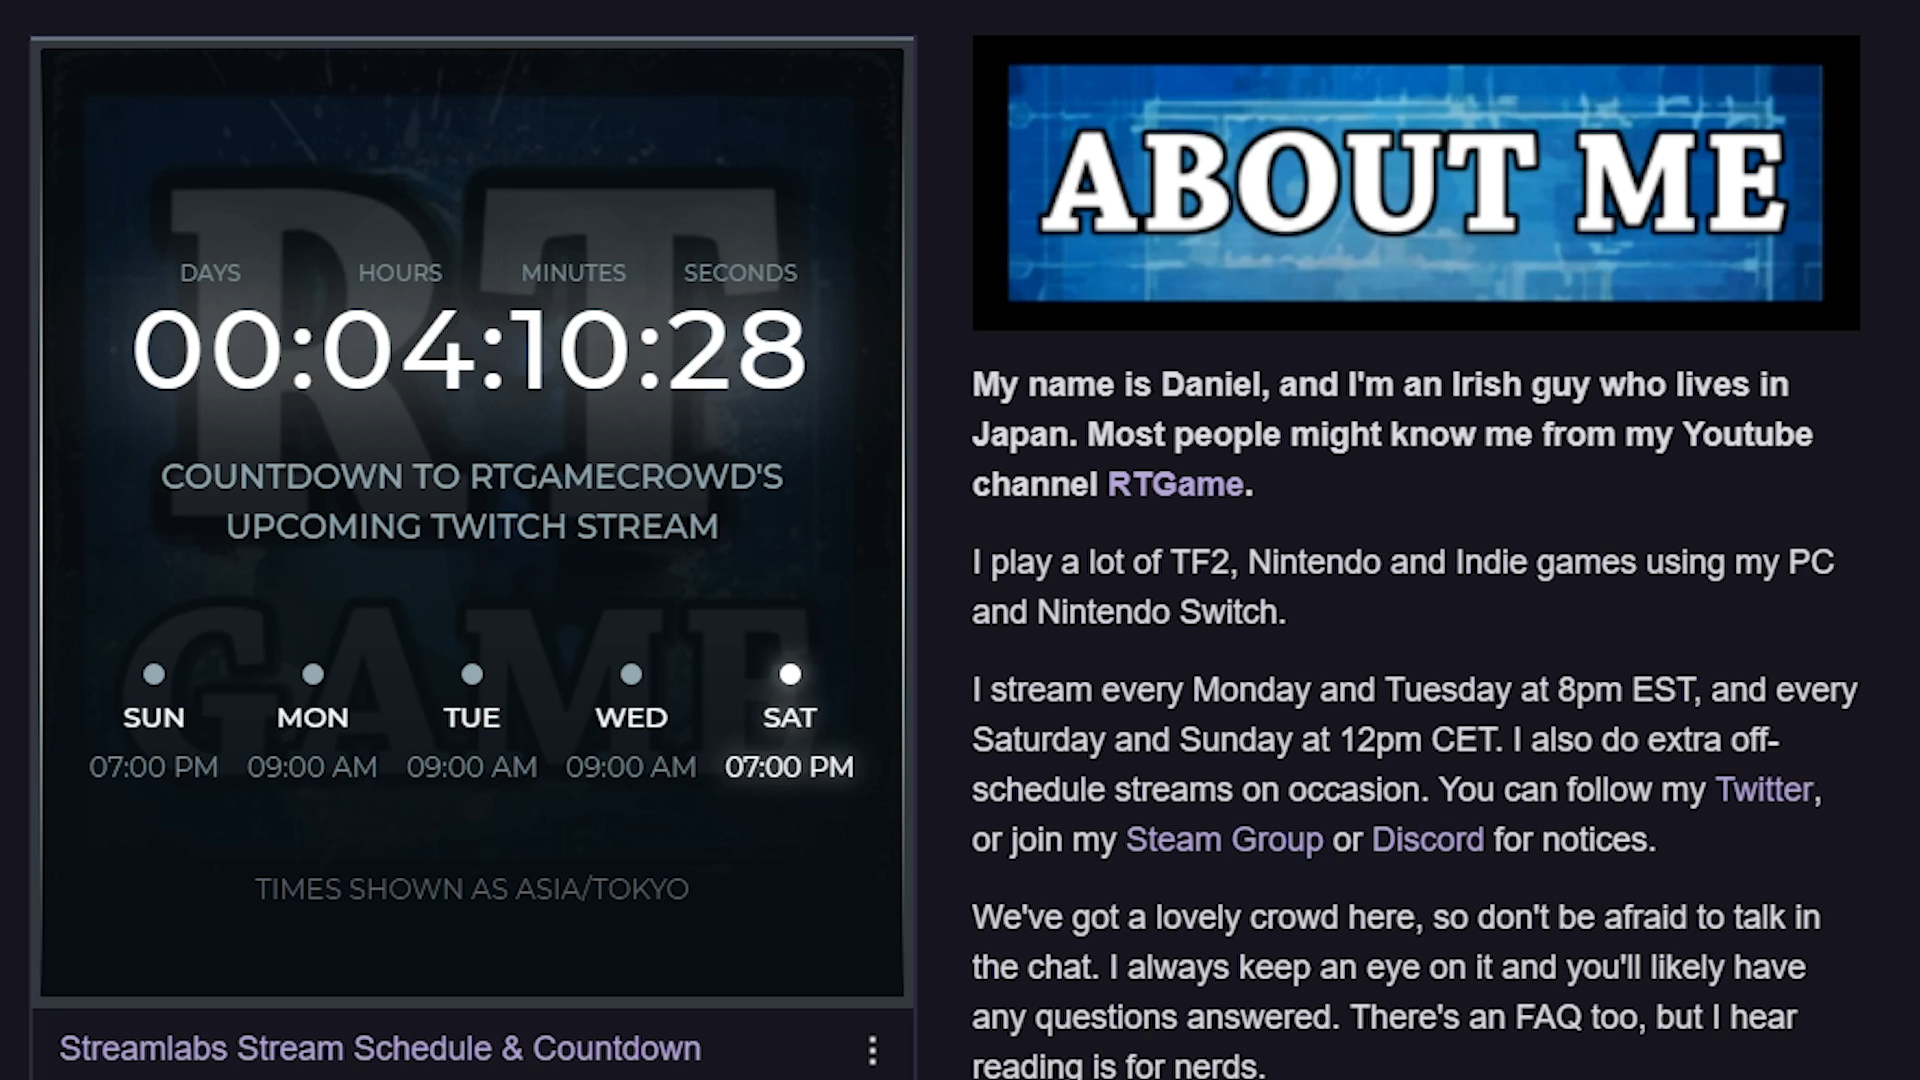 RT
GAME
DAYS HOURS MINUTES SECONDS
00:04:10:28
COUNTDOWN TO RTGAMECROWD'S
UPCOMING TWITCH STREAM
SUN MON TUE WED SAT
07:00 PM 09:00 AM 09:00 AM 09:00 AM 07:00 PM
TIMES SHOWN AS ASIA/TOKYO
Streamlabs Stream Schedule & Countdown
ABOUT ME
My name is Daniel, and I'm an Irish guy who lives in
Japan. Most people might know me from my Youtube
channel RTGame.
I play a lot of TF2, Nintendo and Indie games using my PC
and Nintendo Switch.
I stream every Monday and Tuesday at 8pm EST, and every
Saturday and Sunday at 12pm CET. I also do extra off-
schedule streams on occasion. You can follow my Twitter,
or join my Steam Group or Discord for notices.
We've got a lovely crowd here, so don't be afraid to talk in
the chat. I always keep an eye on it and you'll likely have
any questions answered. There's an FAQ too, but I hear
reading is for nerds.